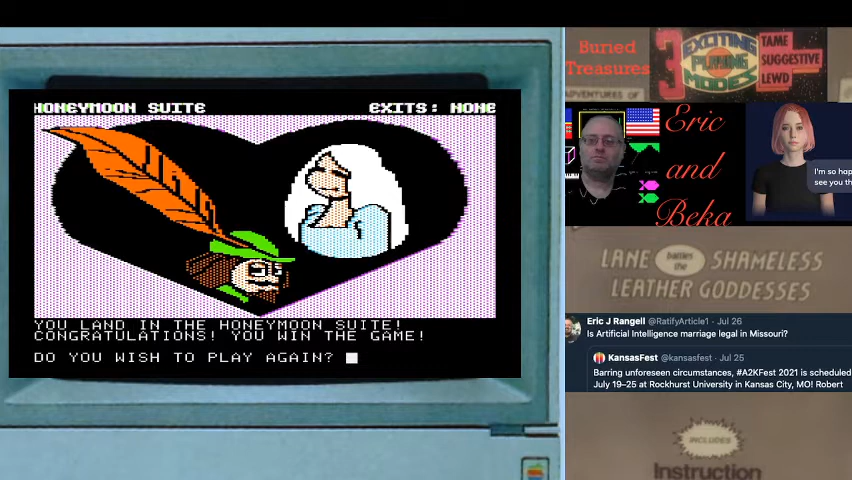 HONEYMOON SUITE
EXITS: NONE
YOU LAND IN THE HONEYMOON SUITE!
CONGRATULATIONS! YOU WIN THE GAME!
DO YOU WISH TO PLAY AGAIN?
Buried
Treasures
3 EXCITING
PLAYING
MODES
TAME
SUGGESTIVE
LEWD
ADVENTURES OF
Eric
and
Beka
I'm so hap
see you th
LANE battles the SHAMELESS
LEATHER GODDESSES
Eric J Rangell @RatifyArticle1 · Jul 26
Is Artificial Intelligence marriage legal in Missouri?
KansasFest @kansasfest · Jul 25
Barring unforeseen circumstances, #A2KFest 2021 is scheduled
July 19–25 at Rockhurst University in Kansas City, MO! Robert
INCLUDES
Instruction